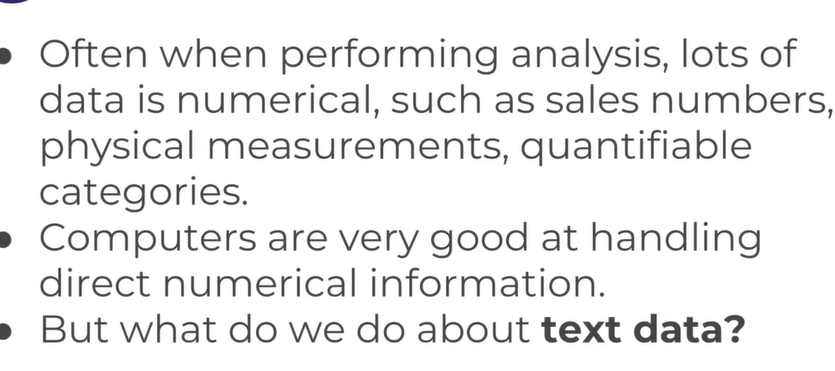 • Often when performing analysis, lots of
data is numerical, such as sales numbers,
physical measurements, quantifiable
categories.
• Computers are very good at handling
direct numerical information.
• But what do we do about text data?